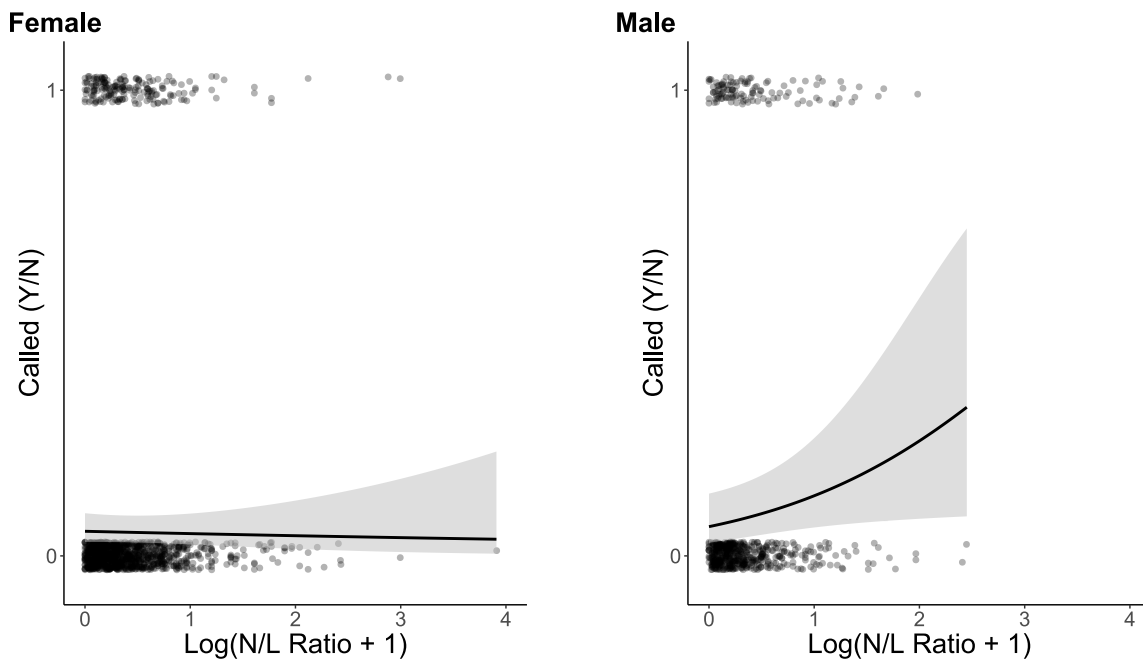 Female
Called (Y/N)
1
0
0 1 2 3 4
Log(N/L Ratio + 1)
Male
Called (Y/N)
1
0
0 1 2 3 4
Log(N/L Ratio + 1)